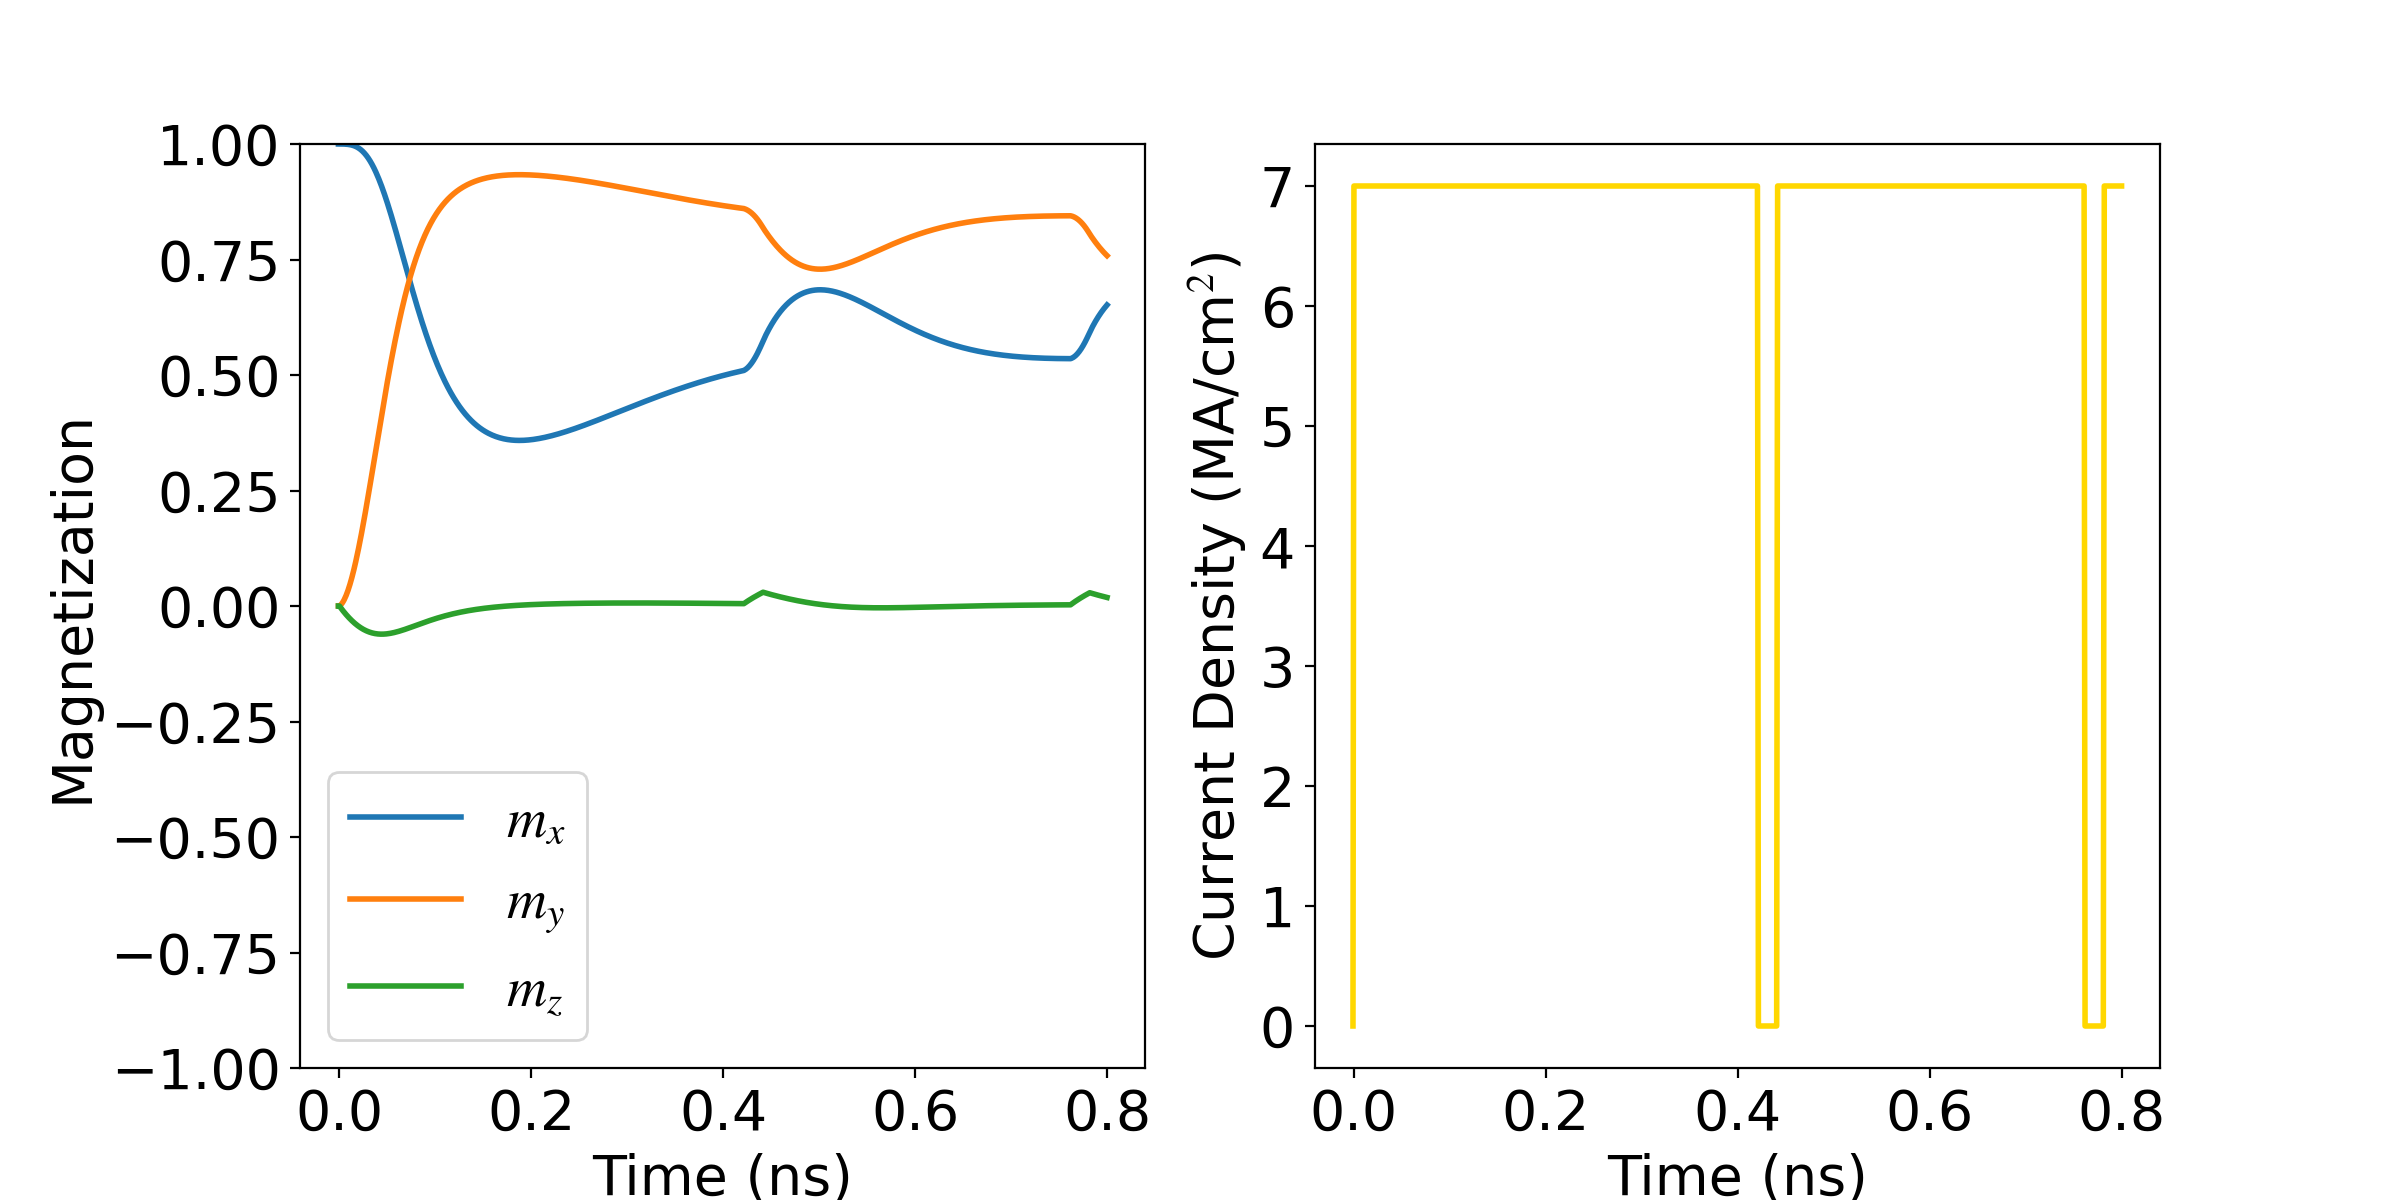 Magnetization
1.00
0.75
0.50
0.25
0.00
−0.25
−0.50
−0.75
−1.00
m_x
m_y
m_z
0.0 0.2 0.4 0.6 0.8
Time (ns)
Current Density (MA/cm²)
7
6
5
4
3
2
1
0
0.0 0.2 0.4 0.6 0.8
Time (ns)